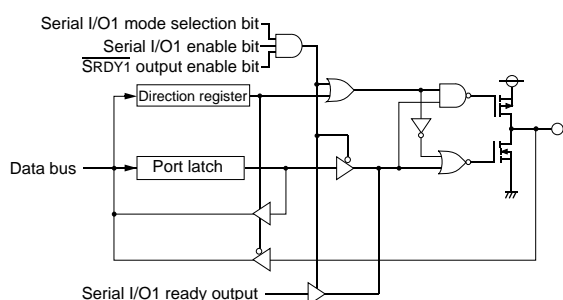 Serial I/O1 mode selection bit
Serial I/O1 enable bit
SRDY1 output enable bit
Direction register
Data bus
Port latch
Serial I/O1 ready output